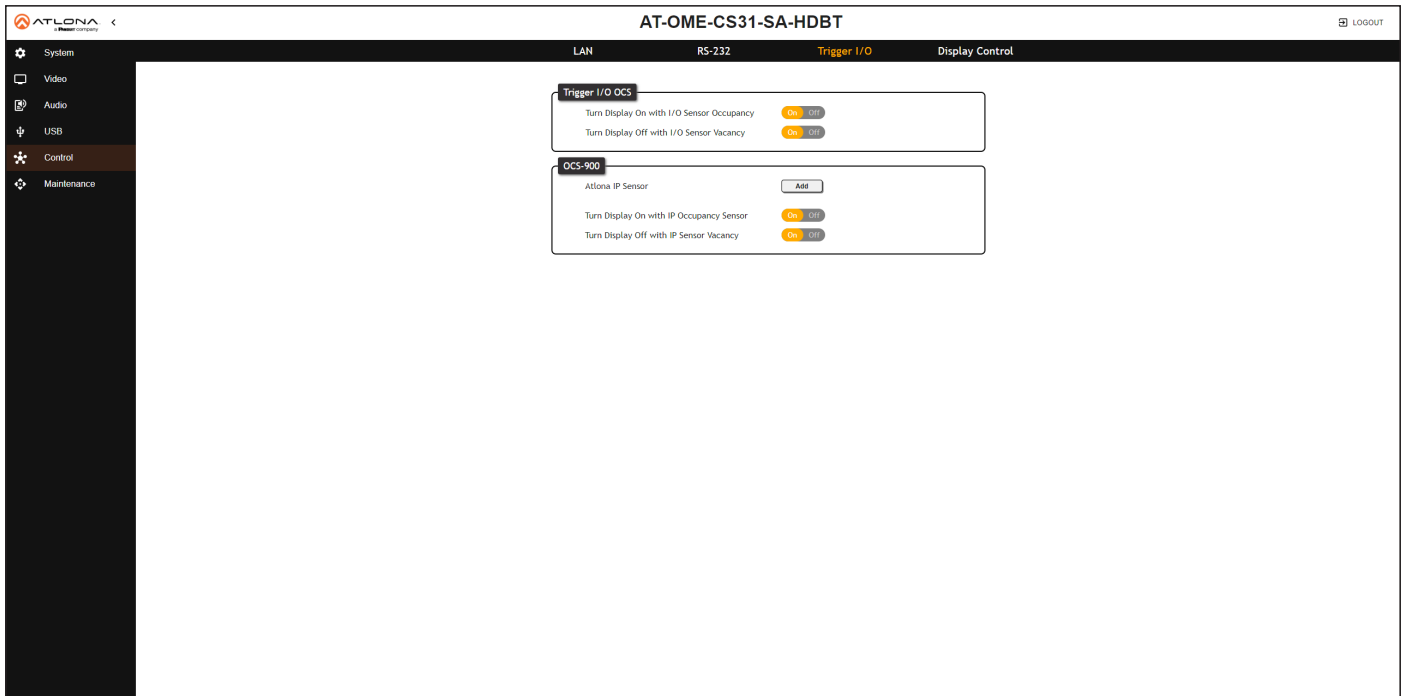 ATLONA
a Panduit company
AT-OME-CS31-SA-HDBT
LOGOUT
System
Video
Audio
USB
Control
Maintenance
LAN RS-232 Trigger I/O Display Control
Trigger I/O OCS
Turn Display On with I/O Sensor Occupancy On Off
Turn Display Off with I/O Sensor Vacancy On Off
OCS-900
Atlona IP Sensor Add
Turn Display On with IP Occupancy Sensor On Off
Turn Display Off with IP Sensor Vacancy On Off